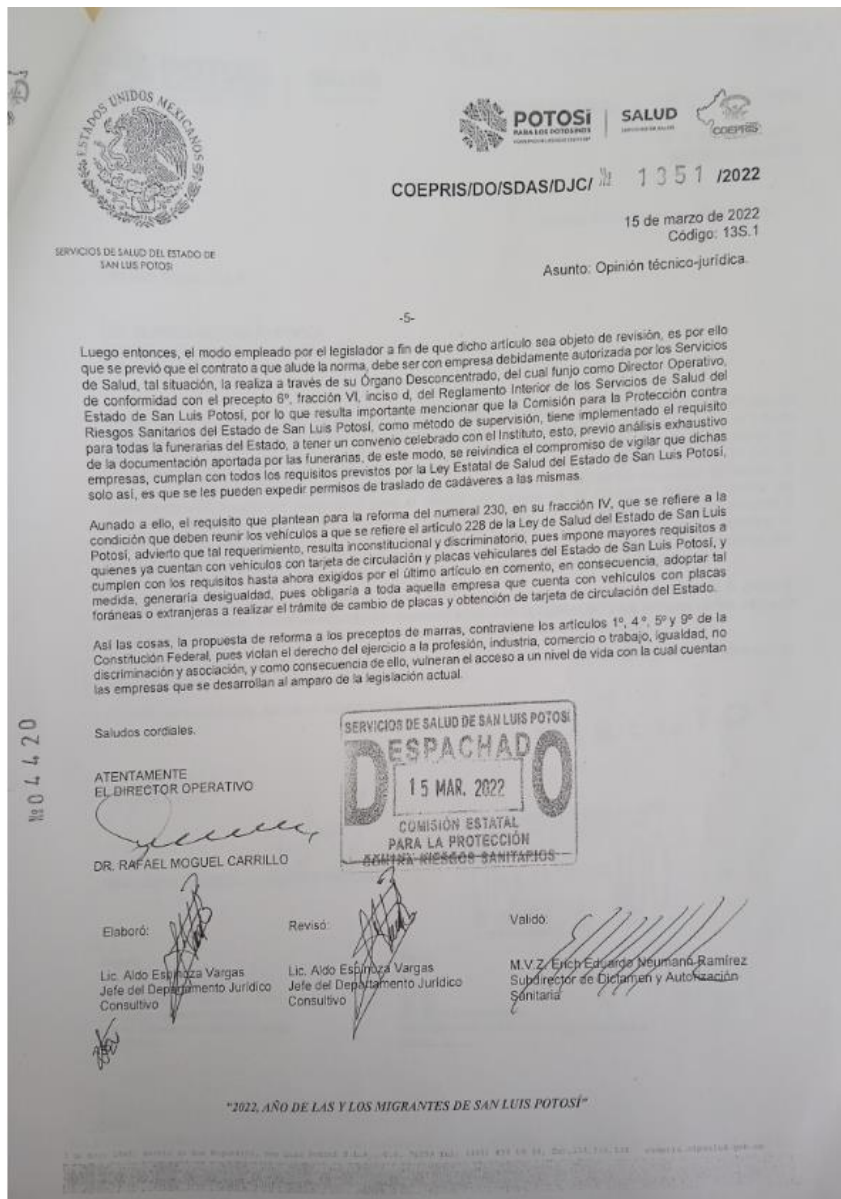 ESTADOS UNIDOS MEXICANOS
POTOSÍ
PARA LOS POTOSINOS
SALUD
COEPRIS
COEPRIS/DO/SDAS/DJC/ № 1351 /2022
15 de marzo de 2022
Código: 13S.1
SERVICIOS DE SALUD DEL ESTADO DE
SAN LUIS POTOSI
Asunto: Opinión técnico-jurídica.
-5-
Luego entonces, el modo empleado por el legislador a fin de que dicho artículo sea objeto de revisión, es por ello
que se previó que el contrato a que alude la norma, debe ser con empresa debidamente autorizada por los Servicios
de Salud, tal situación, la realiza a través de su Órgano Desconcentrado, del cual funjo como Director Operativo,
de conformidad con el precepto 6°, fracción VI, inciso d, del Reglamento Interior de los Servicios de Salud del
Estado de San Luis Potosí, por lo que resulta importante mencionar que la Comisión para la Protección contra
Riesgos Sanitarios del Estado de San Luis Potosí, como método de supervisión, tiene implementado el requisito
para todas la funerarias del Estado, a tener un convenio celebrado con el Instituto, esto, previo análisis exhaustivo
de la documentación aportada por las funerarias, de este modo, se reivindica el compromiso de vigilar que dichas
empresas, cumplan con todos los requisitos previstos por la Ley Estatal de Salud del Estado de San Luis Potosí,
solo así, es que se les pueden expedir permisos de traslado de cadáveres a las mismas.
Aunado a ello, el requisito que plantean para la reforma del numeral 230, en su fracción IV, que se refiere a la
condición que deben reunir los vehículos a que se refiere el artículo 228 de la Ley de Salud del Estado de San Luis
Potosí, advierto que tal requerimiento, resulta inconstitucional y discriminatorio, pues impone mayores requisitos a
quienes ya cuentan con vehículos con tarjeta de circulación y placas vehiculares del Estado de San Luis Potosí, y
cumplen con los requisitos hasta ahora exigidos por el último artículo en comento, en consecuencia, adoptar tal
medida, generaría desigualdad, pues obligaría a toda aquella empresa que cuenta con vehículos con placas
foráneas o extranjeras a realizar el trámite de cambio de placas y obtención de tarjeta de circulación del Estado.
Así las cosas, la propuesta de reforma a los preceptos de marras, contraviene los artículos 1º, 4º, 5º y 9º de la
Constitución Federal, pues violan el derecho del ejercicio a la profesión, industria, comercio o trabajo, igualdad, no
discriminación y asociación, y como consecuencia de ello, vulneran el acceso a un nivel de vida con la cual cuentan
las empresas que se desarrollan al amparo de la legislación actual.
Saludos cordiales.
ATENTAMENTE
EL DIRECTOR OPERATIVO
DR. RAFAEL MOGUEL CARRILLO
SERVICIOS DE SALUD DE SAN LUIS POTOSI
DESPACHADO
15 MAR. 2022
COMISIÓN ESTATAL
PARA LA PROTECCIÓN
CONTRA RIESGOS SANITARIOS
№ 04420
Elaboró:
Lic. Aldo Espinoza Vargas
Jefe del Departamento Jurídico
Consultivo
Revisó:
Lic. Aldo Espinoza Vargas
Jefe del Departamento Jurídico
Consultivo
Validó:
M.V.Z. Erich Eduardo Neumann Ramírez
Subdirector de Dictamen y Autorización
Sanitaria
"2022, AÑO DE LAS Y LOS MIGRANTES DE SAN LUIS POTOSÍ"